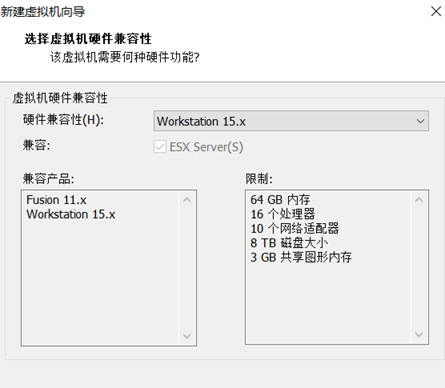 新建虚拟机向导
选择虚拟机硬件兼容性
该虚拟机需要何种硬件功能?
虚拟机硬件兼容性
硬件兼容性(H):
Workstation 15.x
兼容:
ESX Server(S)
兼容产品:
Fusion 11.x
Workstation 15.x
限制:
64 GB 内存
16 个处理器
10 个网络适配器
8 TB 磁盘大小
3 GB 共享图形内存